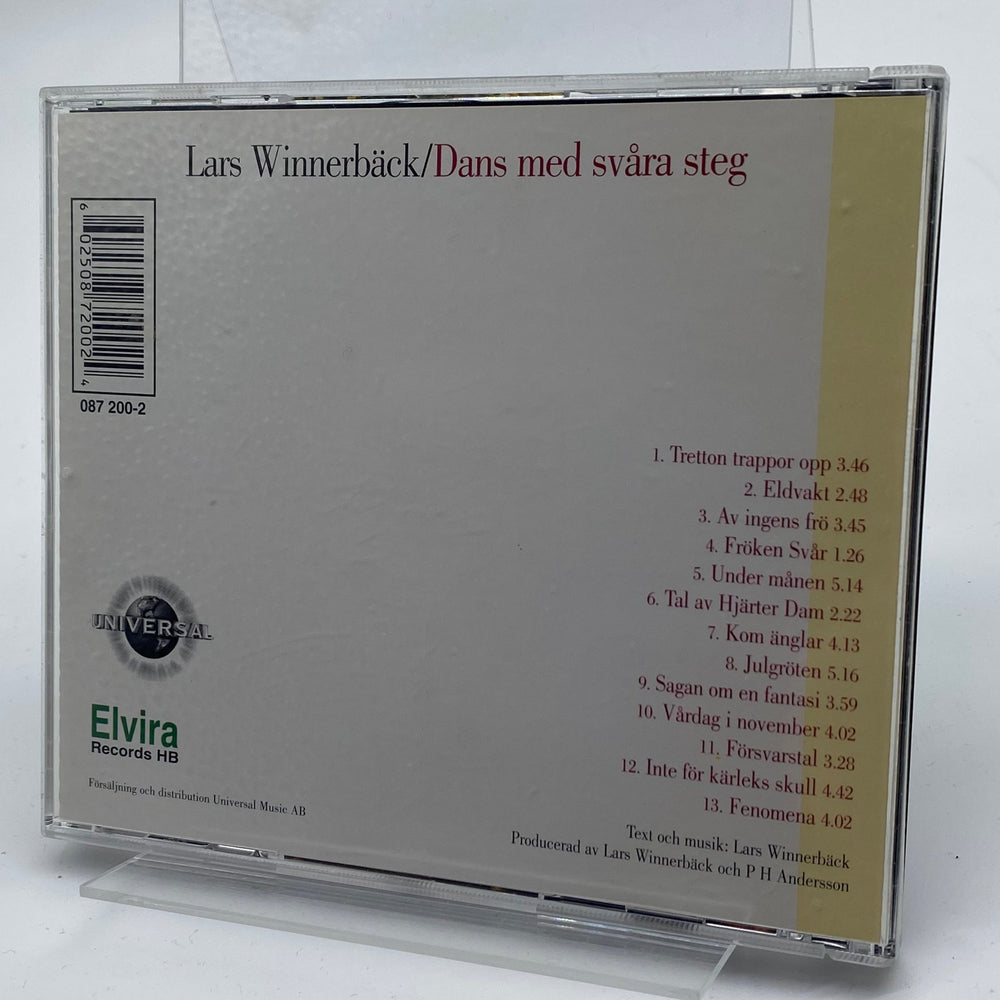 Lars Winnerbäck/Dans med svåra steg
6 02508 72002 4
087 200-2
1. Tretton trappor opp 3.46
2. Eldvakt 2.48
3. Av ingens frö 3.45
4. Fröken Svår 1.26
5. Under månen 5.14
6. Tal av Hjärter Dam 2.22
7. Kom änglar 4.13
8. Julgröten 5.16
9. Sagan om en fantasi 3.59
10. Vårdag i november 4.02
11. Försvarstal 3.28
12. Inte för kärleks skull 4.42
13. Fenomena 4.02
UNIVERSAL
Elvira
Records HB
Försäljning och distribution Universal Music AB
Text och musik: Lars Winnerbäck
Producerad av Lars Winnerbäck och P H Andersson